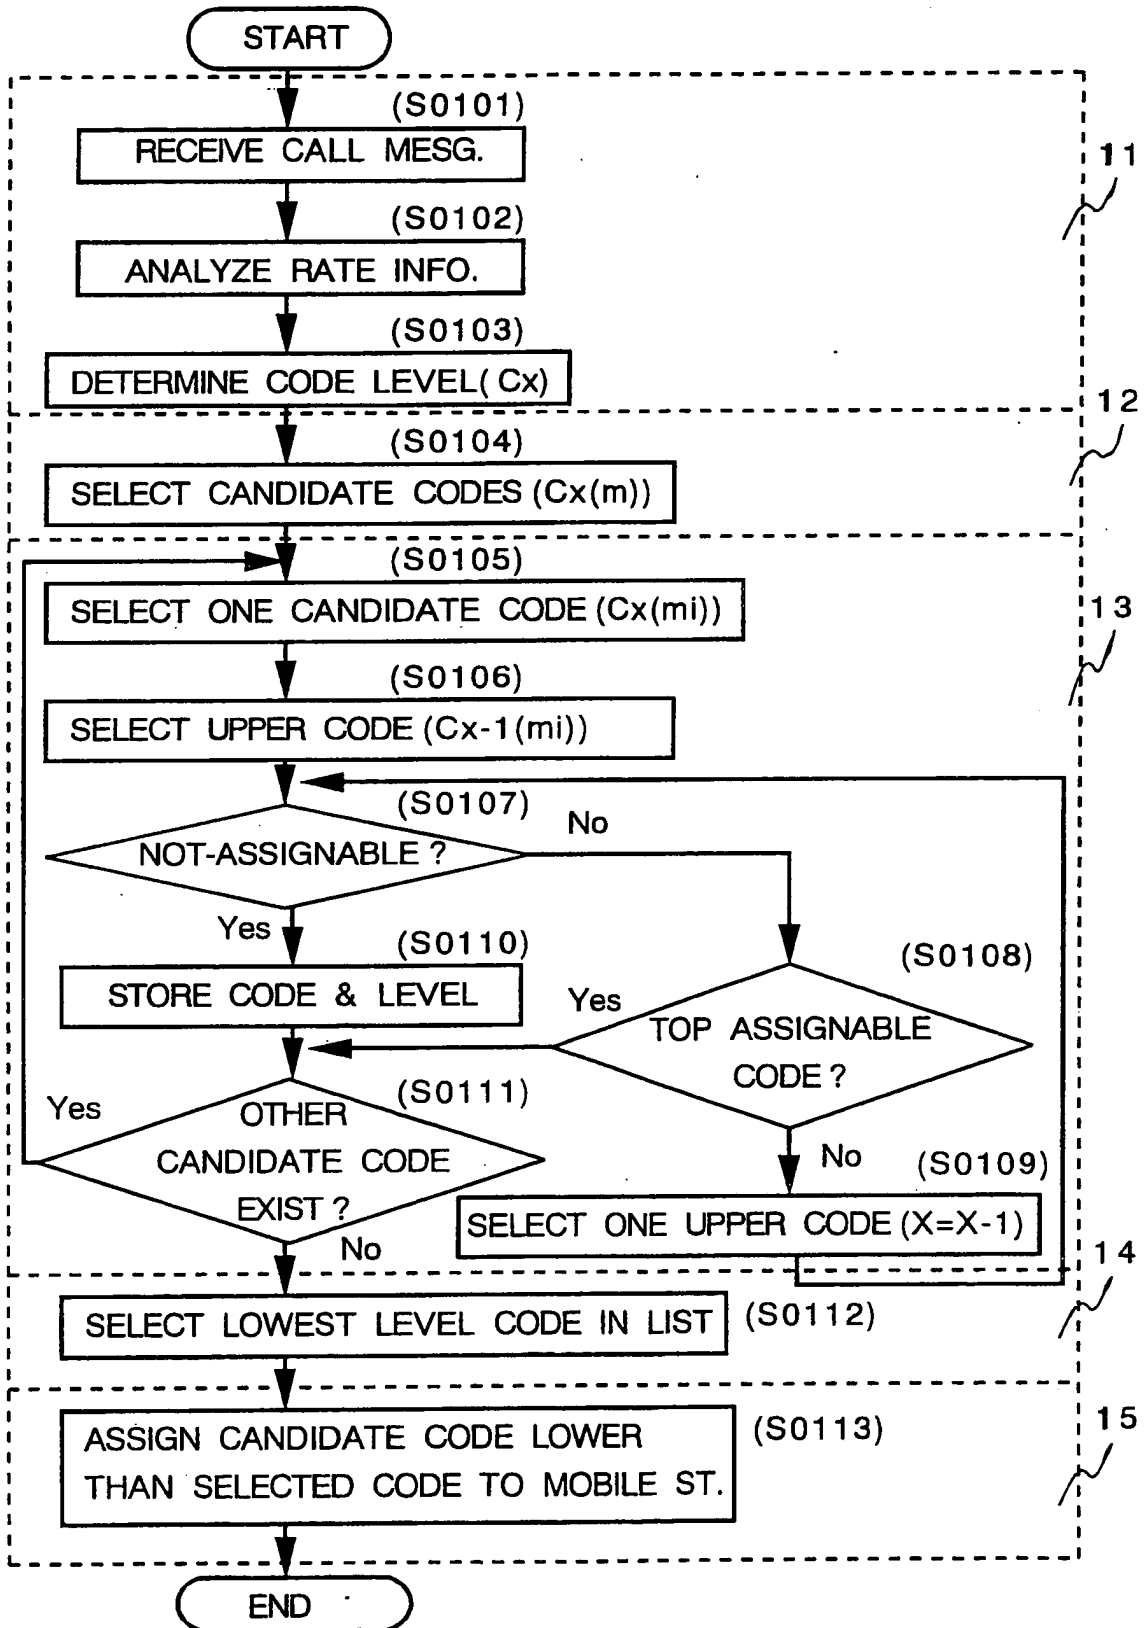 START
(S0101)
RECEIVE CALL MESG.
11
(S0102)
ANALYZE RATE INFO.
(S0103)
DETERMINE CODE LEVEL(Cx)
12
(S0104)
SELECT CANDIDATE CODES (Cx(m))
(S0105)
SELECT ONE CANDIDATE CODE (Cx(mi))
13
(S0106)
SELECT UPPER CODE (Cx-1(mi))
(S0107)
No
NOT-ASSIGNABLE ?
Yes
(S0110)
(S0108)
STORE CODE & LEVEL
Yes
TOP ASSIGNABLE
CODE ?
(S0111)
Yes
OTHER
CANDIDATE CODE
EXIST ?
No
(S0109)
SELECT ONE UPPER CODE (X=X-1)
No
14
SELECT LOWEST LEVEL CODE IN LIST
(S0112)
15
ASSIGN CANDIDATE CODE LOWER
THAN SELECTED CODE TO MOBILE ST.
(S0113)
END